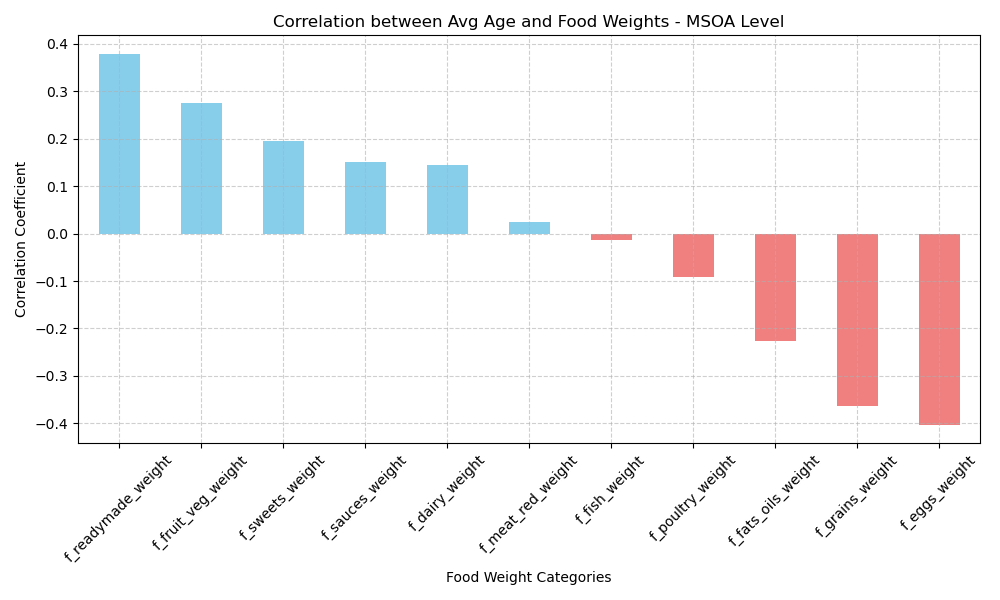 Correlation between Avg Age and Food Weights - MSOA Level
Correlation Coefficient
0.4
0.3
0.2
0.1
0.0
−0.1
−0.2
−0.3
−0.4
f_readymade_weight
f_fruit_veg_weight
f_sweets_weight
f_sauces_weight
f_dairy_weight
f_meat_red_weight
f_fish_weight
f_poultry_weight
f_fats_oils_weight
f_grains_weight
f_eggs_weight
Food Weight Categories